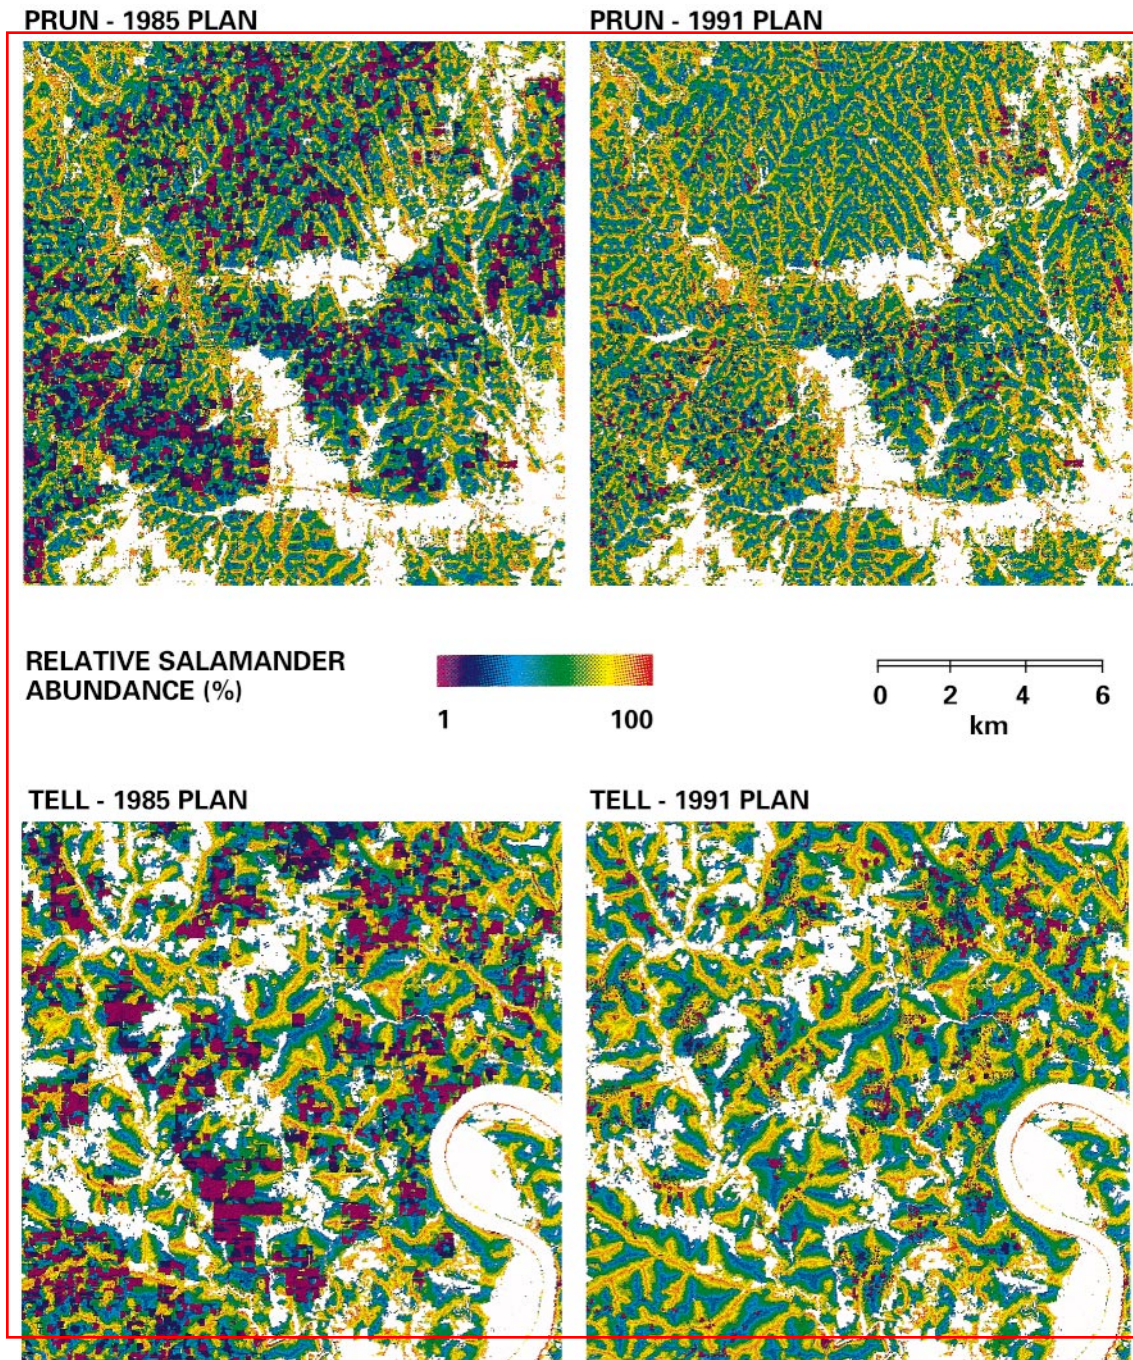 PRUN - 1985 PLAN
PRUN - 1991 PLAN
RELATIVE SALAMANDER
ABUNDANCE (%)
1
100
0
2
4
6
km
TELL - 1985 PLAN
TELL - 1991 PLAN